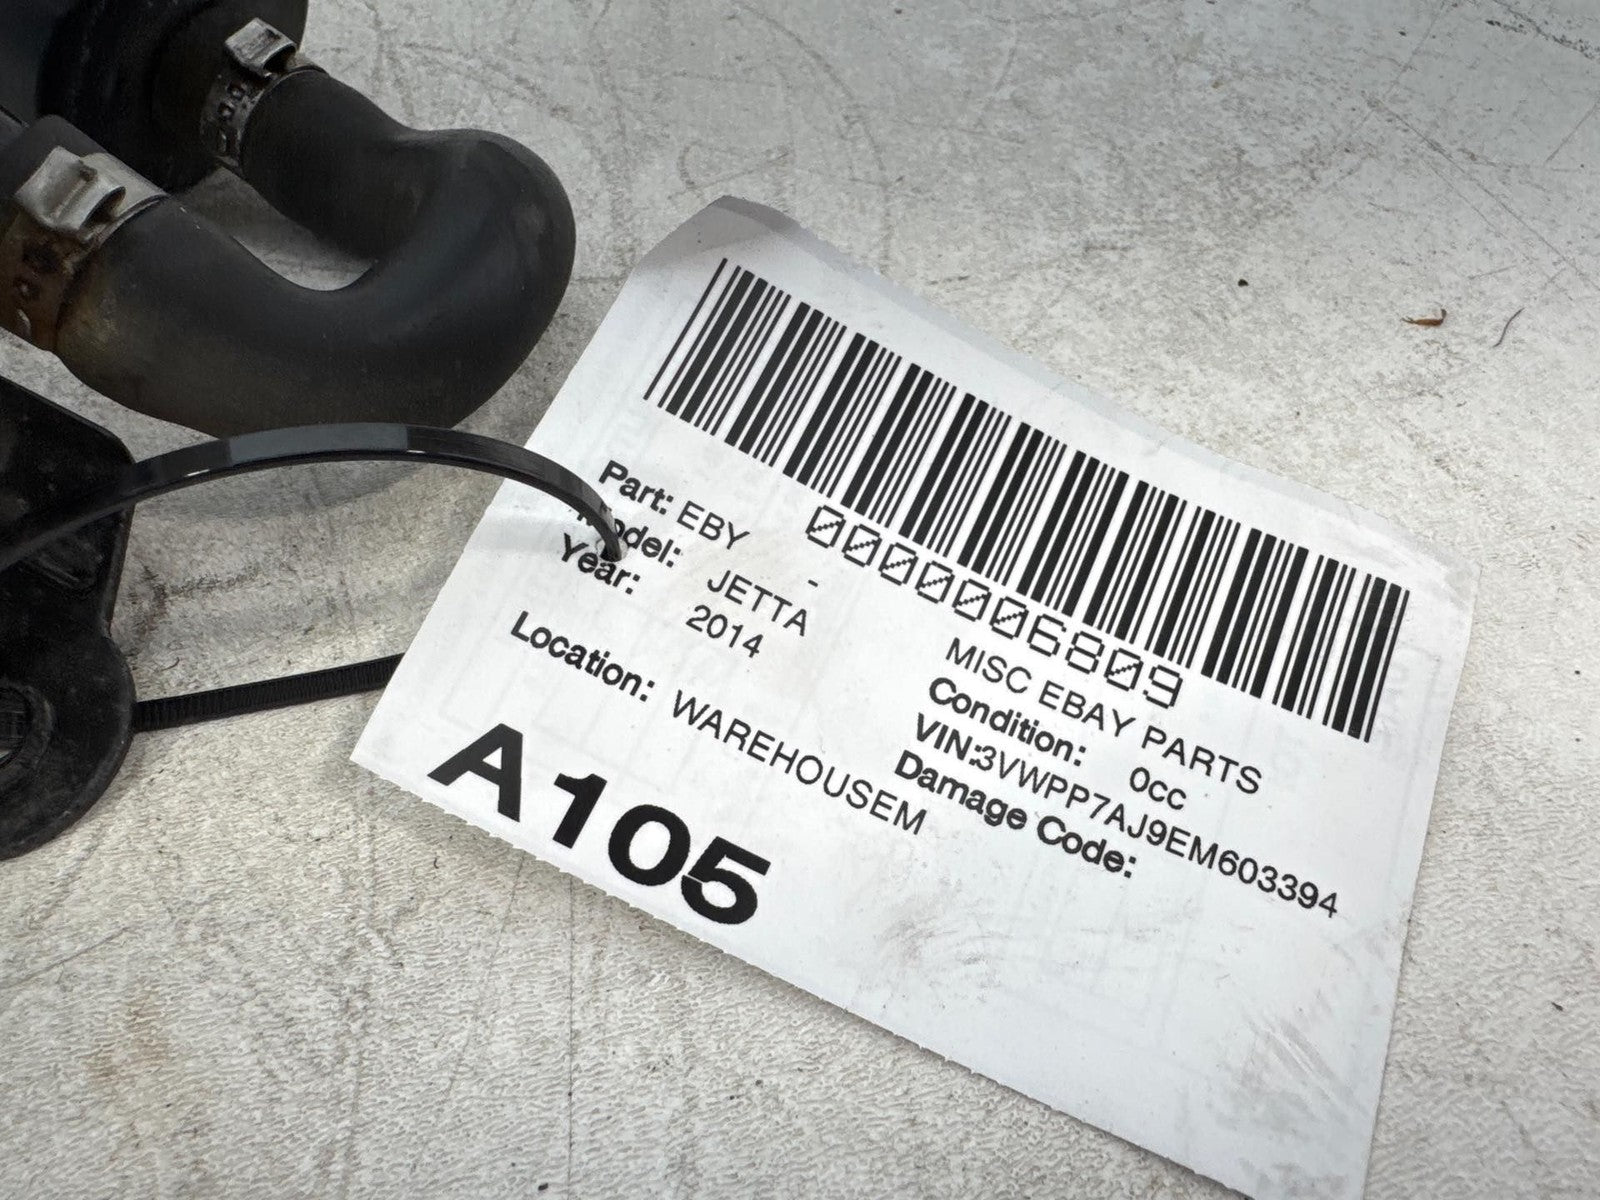 0000006809
Part: EBY - MISC EBAY PARTS
Model: JETTA Condition: 0cc
Year: 2014 VIN:3VWPP7AJ9EM603394
Damage Code:
Location: WAREHOUSEM
A105